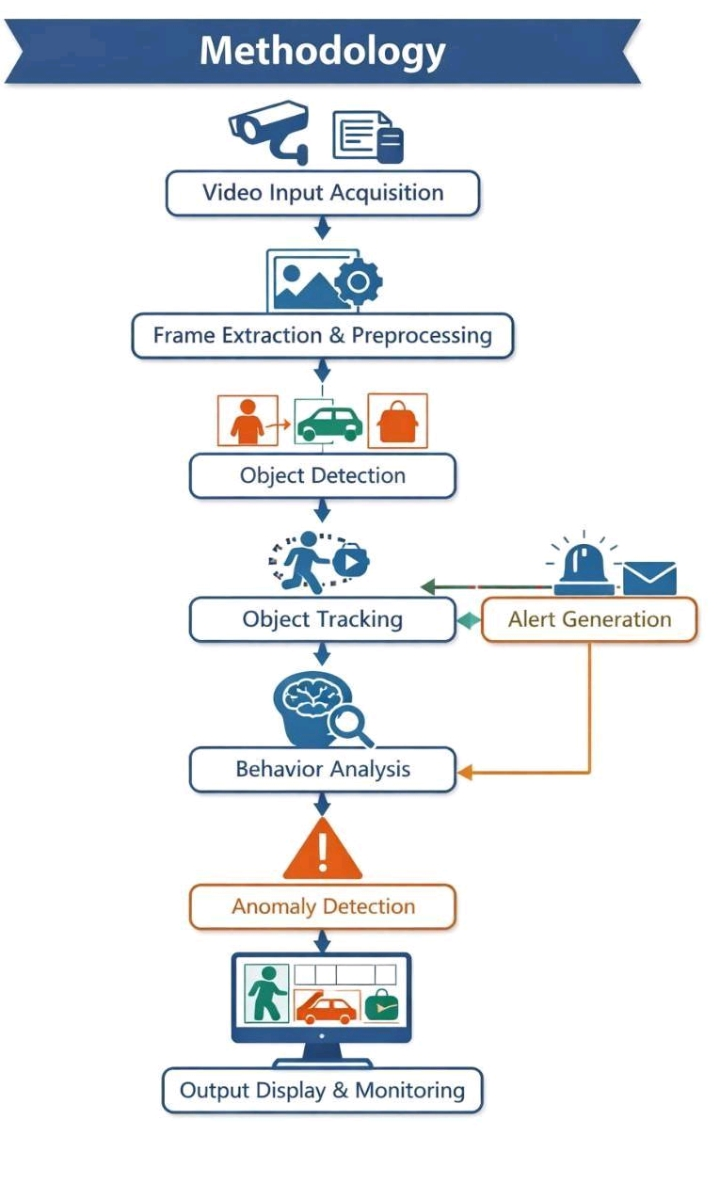 Methodology
Video Input Acquisition
Frame Extraction & Preprocessing
Object Detection
Object Tracking
Alert Generation
Behavior Analysis
Anomaly Detection
Output Display & Monitoring